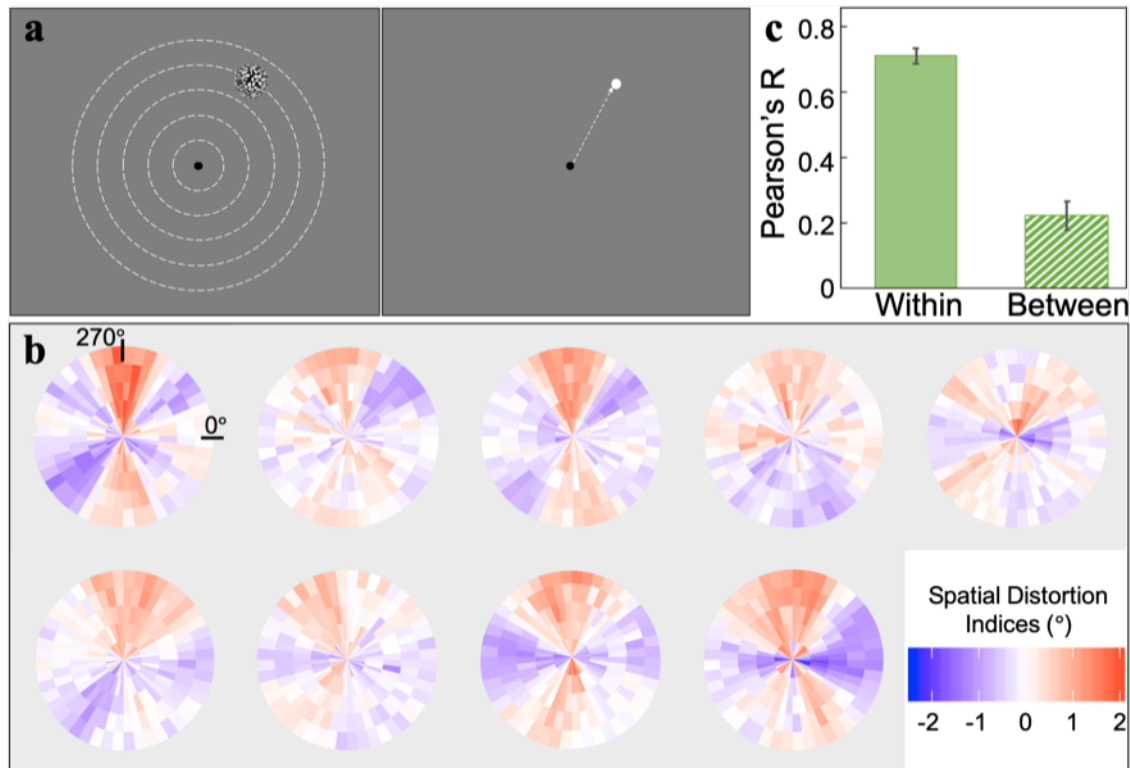 a
c
0.8
0.6
0.4
0.2
0
Pearson's R
Within
Between
b
270°
0°
Spatial Distortion
Indices (°)
-2 -1 0 1 2